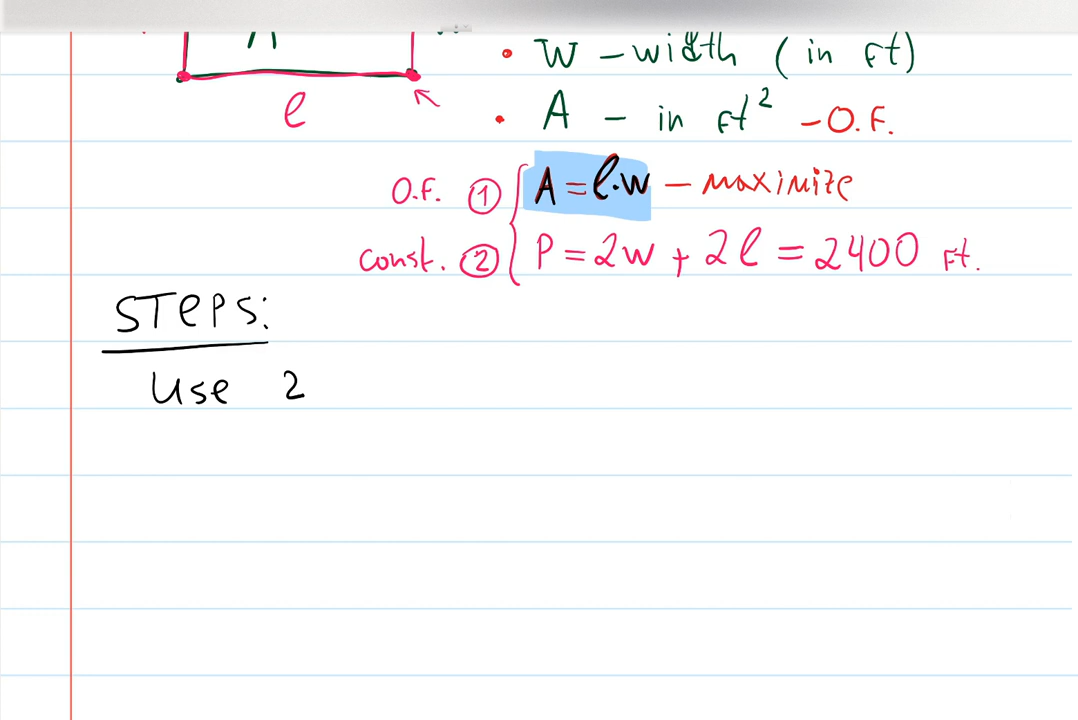 • W – width (in ft)
• A – in ft² – O.F.
l
O.F. ① A = l·w – maximize
const. ② P = 2w + 2l = 2400 ft.
STePS:
Use 2